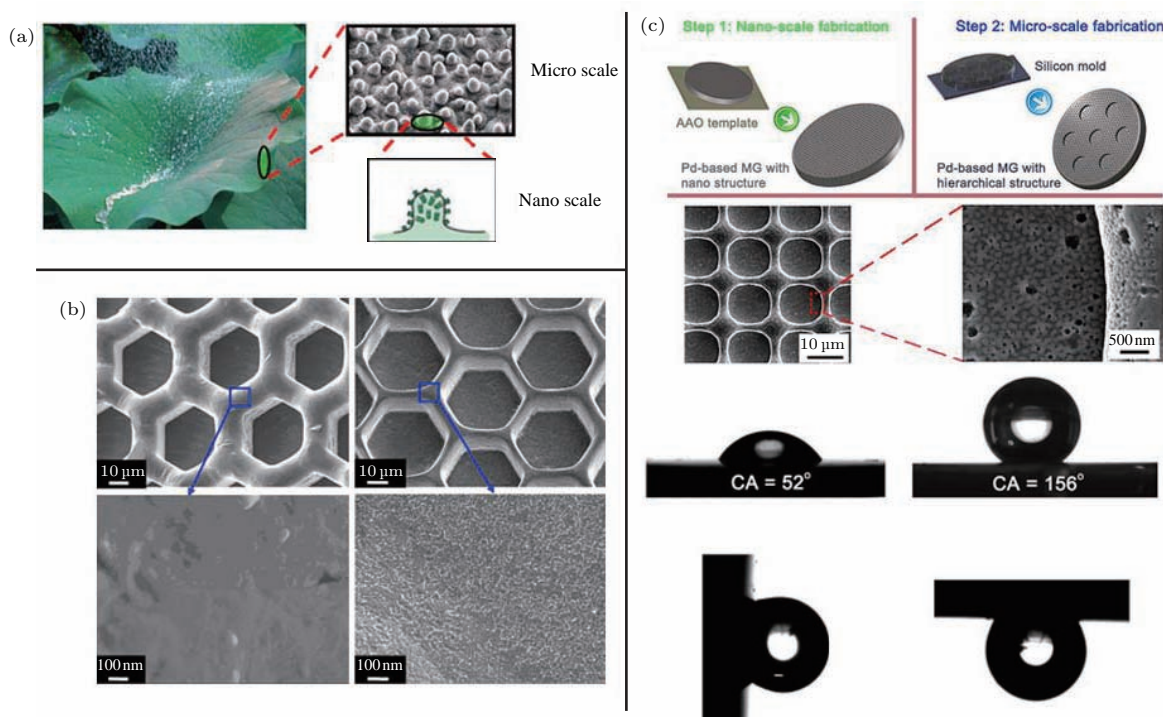 (a)
Micro scale
Nano scale
(b)
10 µm
10 µm
100 nm
100 nm
(c)
Step 1: Nano-scale fabrication
AAO template
Pd-based MG with
nano structure
Step 2: Micro-scale fabrication
Silicon mold
Pd-based MG with
hierarchical structure
10 µm
500 nm
CA = 52°
CA = 156°